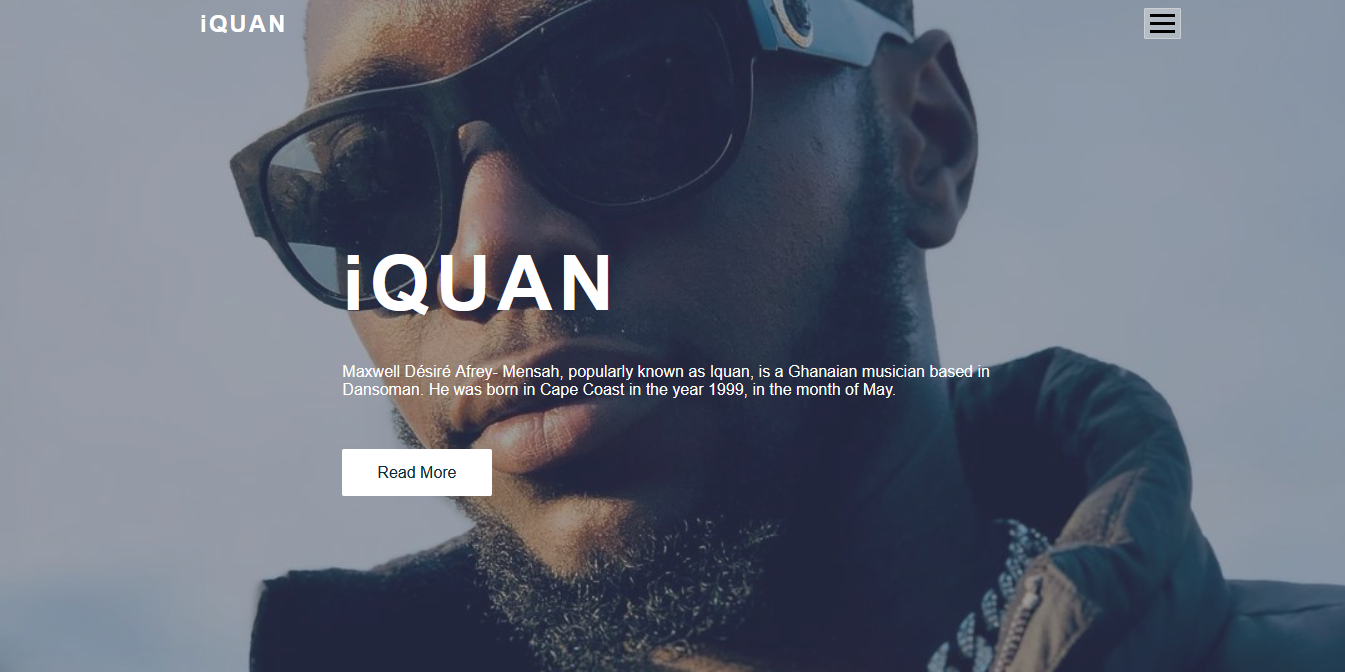 iQUAN
iQUAN
Maxwell Désiré Afrey- Mensah, popularly known as Iquan, is a Ghanaian musician based in
Dansoman. He was born in Cape Coast in the year 1999, in the month of May.
Read More